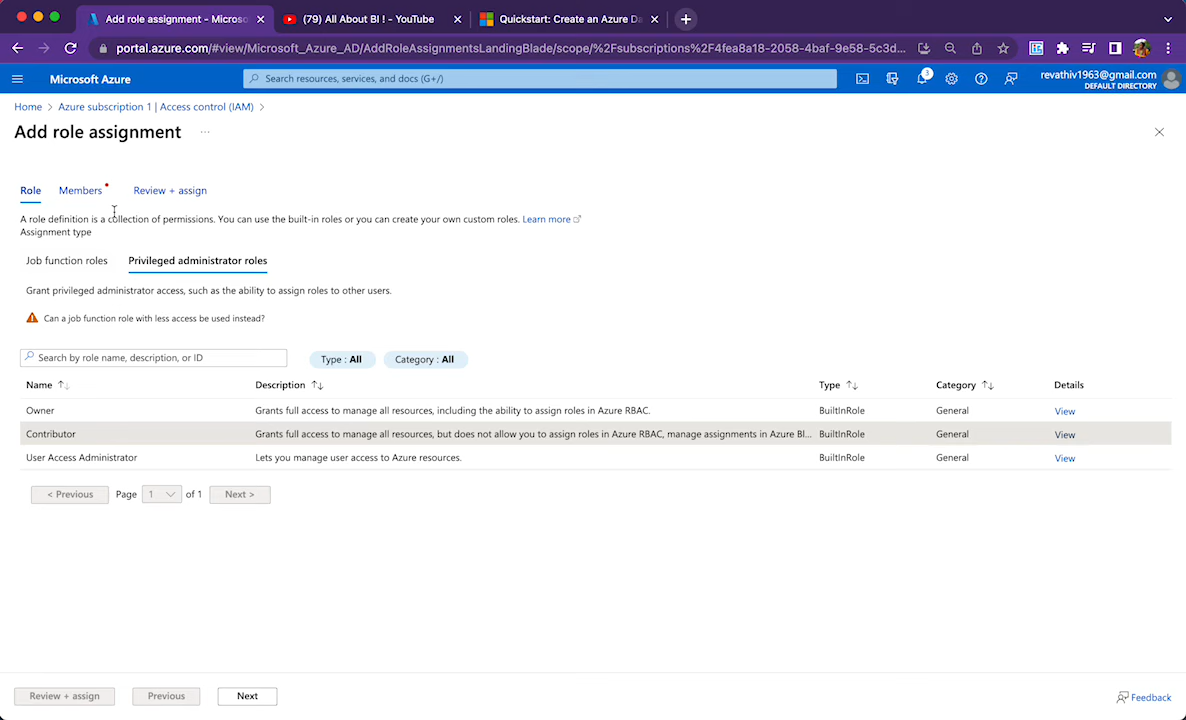 Add role assignment - Microso
(79) All About BI ! - YouTube
Quickstart: Create an Azure Da
portal.azure.com/#view/Microsoft_Azure_AD/AddRoleAssignmentsLandingBlade/scope/%2Fsubscriptions%2F4fea8a18-2058-4baf-9e58-5c3d...
Microsoft Azure
Search resources, services, and docs (G+/)
3
revathiv1963@gmail.com
DEFAULT DIRECTORY
Home > Azure subscription 1 | Access control (IAM) >
Add role assignment ...
Role Members Review + assign
A role definition is a collection of permissions. You can use the built-in roles or you can create your own custom roles. Learn more
Assignment type
Job function roles Privileged administrator roles
Grant privileged administrator access, such as the ability to assign roles to other users.
Can a job function role with less access be used instead?
Search by role name, description, or ID Type : All Category : All
Name Description Type Category Details
Owner Grants full access to manage all resources, including the ability to assign roles in Azure RBAC. BuiltInRole General View
Contributor Grants full access to manage all resources, but does not allow you to assign roles in Azure RBAC, manage assignments in Azure Bl... BuiltInRole General View
User Access Administrator Lets you manage user access to Azure resources. BuiltInRole General View
< Previous Page 1 of 1 Next >
Review + assign Previous Next Feedback